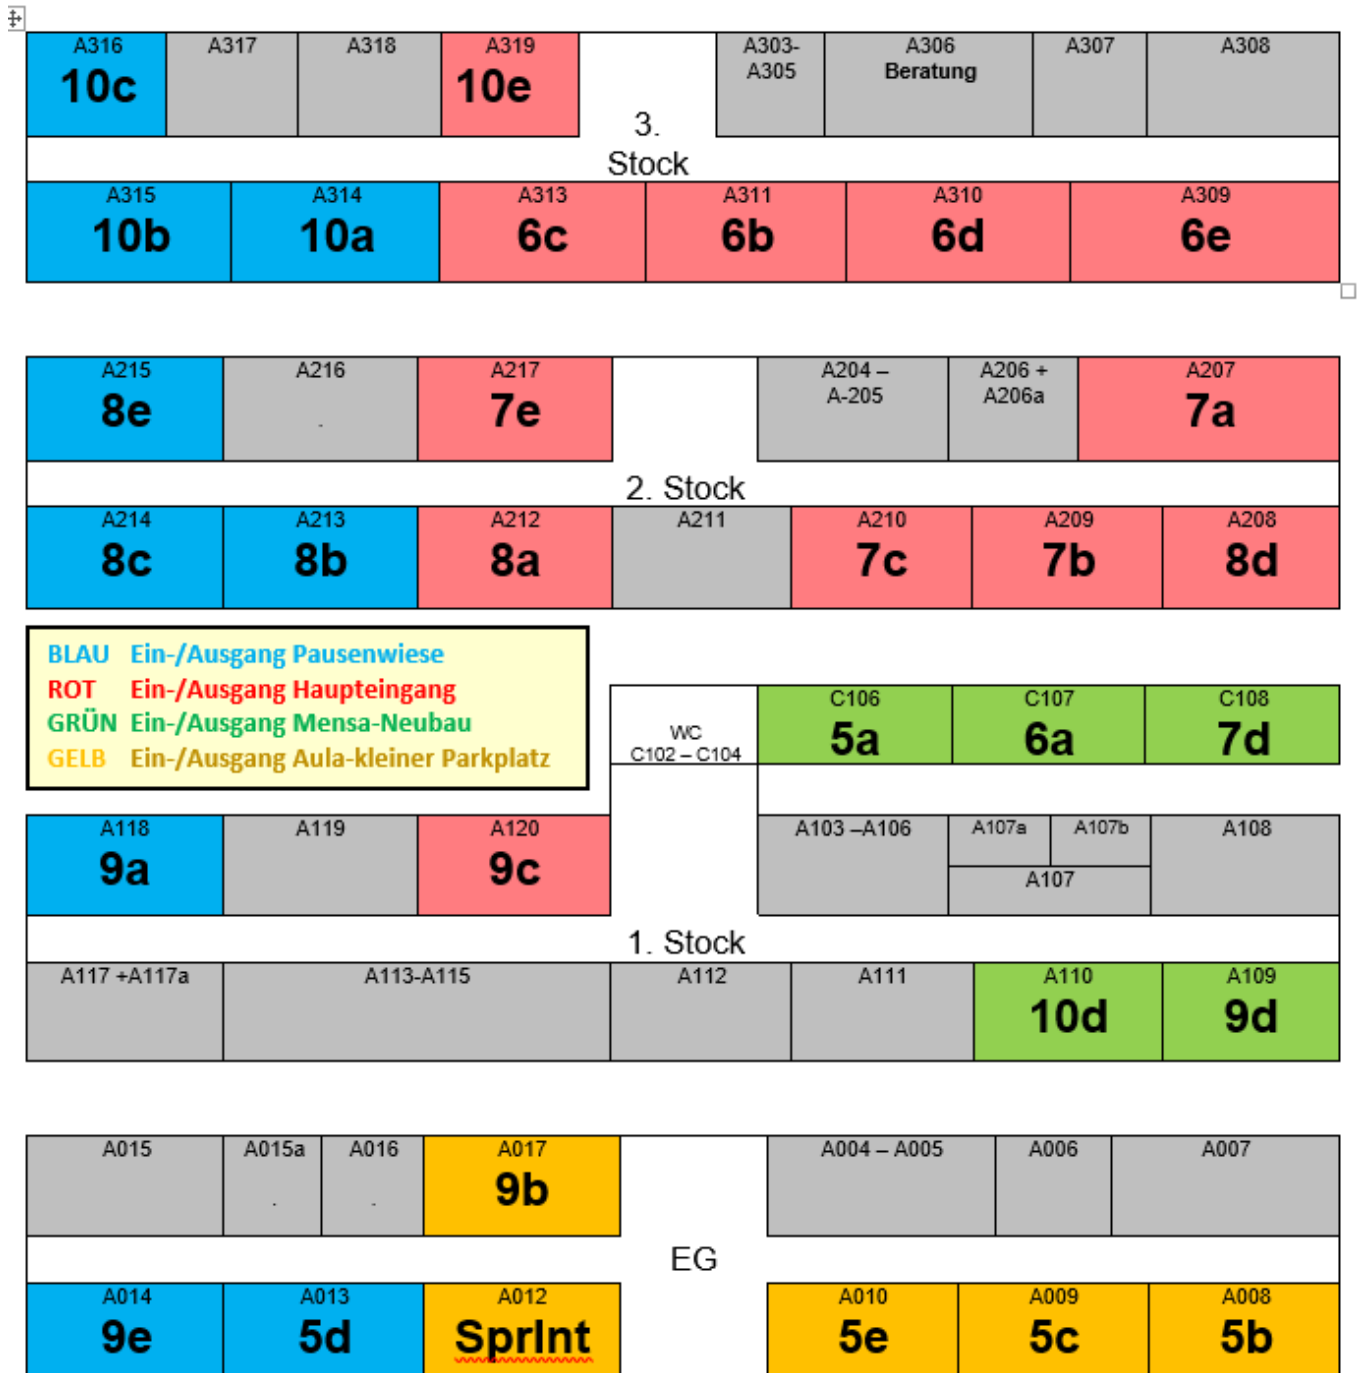 A316 A317 A318 A319 A303- A306 A307 A308
10c 10e A305 Beratung
3.
Stock
A315 A314 A313 A311 A310 A309
10b 10a 6c 6b 6d 6e
A215 A216 A217 A204 – A206 + A207
8e . 7e A-205 A206a 7a
2. Stock
A214 A213 A212 A211 A210 A209 A208
8c 8b 8a 7c 7b 8d
BLAU Ein-/Ausgang Pausenwiese
ROT Ein-/Ausgang Haupteingang
GRÜN Ein-/Ausgang Mensa-Neubau
GELB Ein-/Ausgang Aula-kleiner Parkplatz
WC C106 C107 C108
C102 – C104 5a 6a 7d
A118 A119 A120 A103 –A106 A107a A107b A108
9a 9c A107
1. Stock
A117 +A117a A113-A115 A112 A111 A110 A109
10d 9d
A015 A015a A016 A017 A004 – A005 A006 A007
. . 9b
EG
A014 A013 A012 A010 A009 A008
9e 5d SprInt 5e 5c 5b